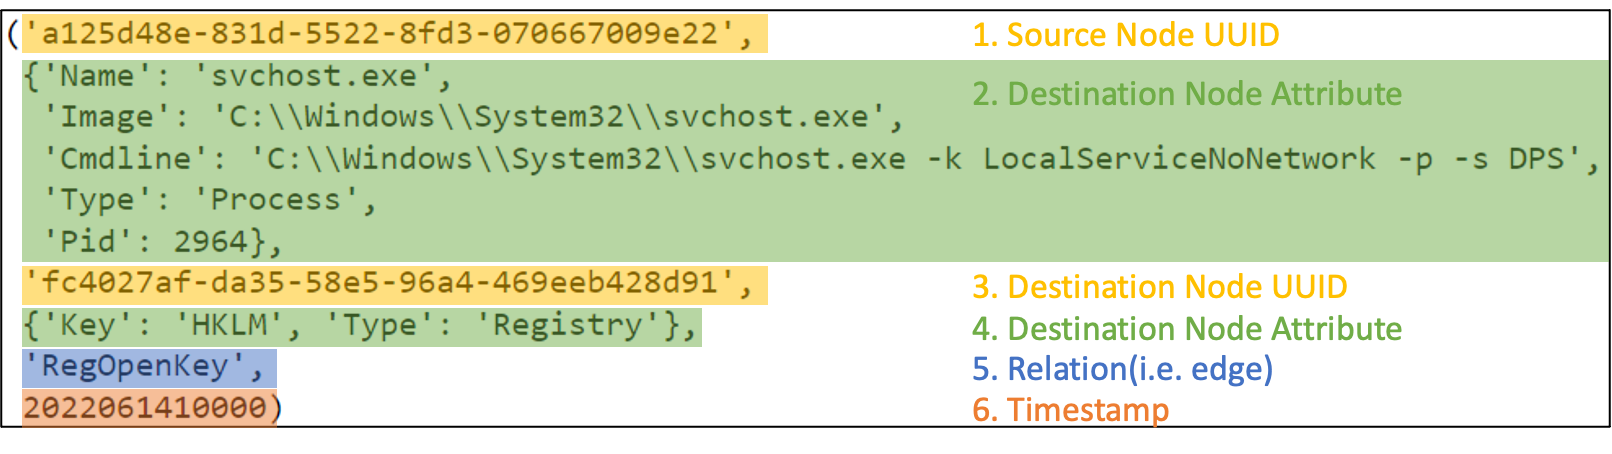 ('a125d48e-831d-5522-8fd3-070667009e22', 1. Source Node UUID
{'Name': 'svchost.exe', 2. Destination Node Attribute
'Image': 'C:\\Windows\\System32\\svchost.exe',
'Cmdline': 'C:\\Windows\\System32\\svchost.exe -k LocalServiceNoNetwork -p -s DPS',
'Type': 'Process',
'Pid': 2964},
'fc4027af-da35-58e5-96a4-469eeb428d91', 3. Destination Node UUID
{'Key': 'HKLM', 'Type': 'Registry'}, 4. Destination Node Attribute
'RegOpenKey', 5. Relation(i.e. edge)
2022061410000) 6. Timestamp